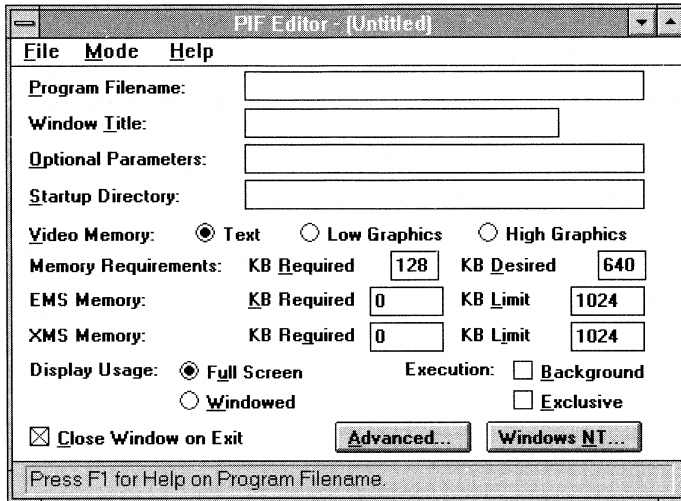 PIF Editor - [Untitled]
File Mode Help
Program Filename:
Window Title:
Optional Parameters:
Startup Directory:
Video Memory: Text Low Graphics High Graphics
Memory Requirements: KB Required 128 KB Desired 640
EMS Memory: KB Required 0 KB Limit 1024
XMS Memory: KB Required 0 KB Limit 1024
Display Usage: Full Screen Execution: Background
Windowed Exclusive
Close Window on Exit Advanced... Windows NT...
Press F1 for Help on Program Filename.